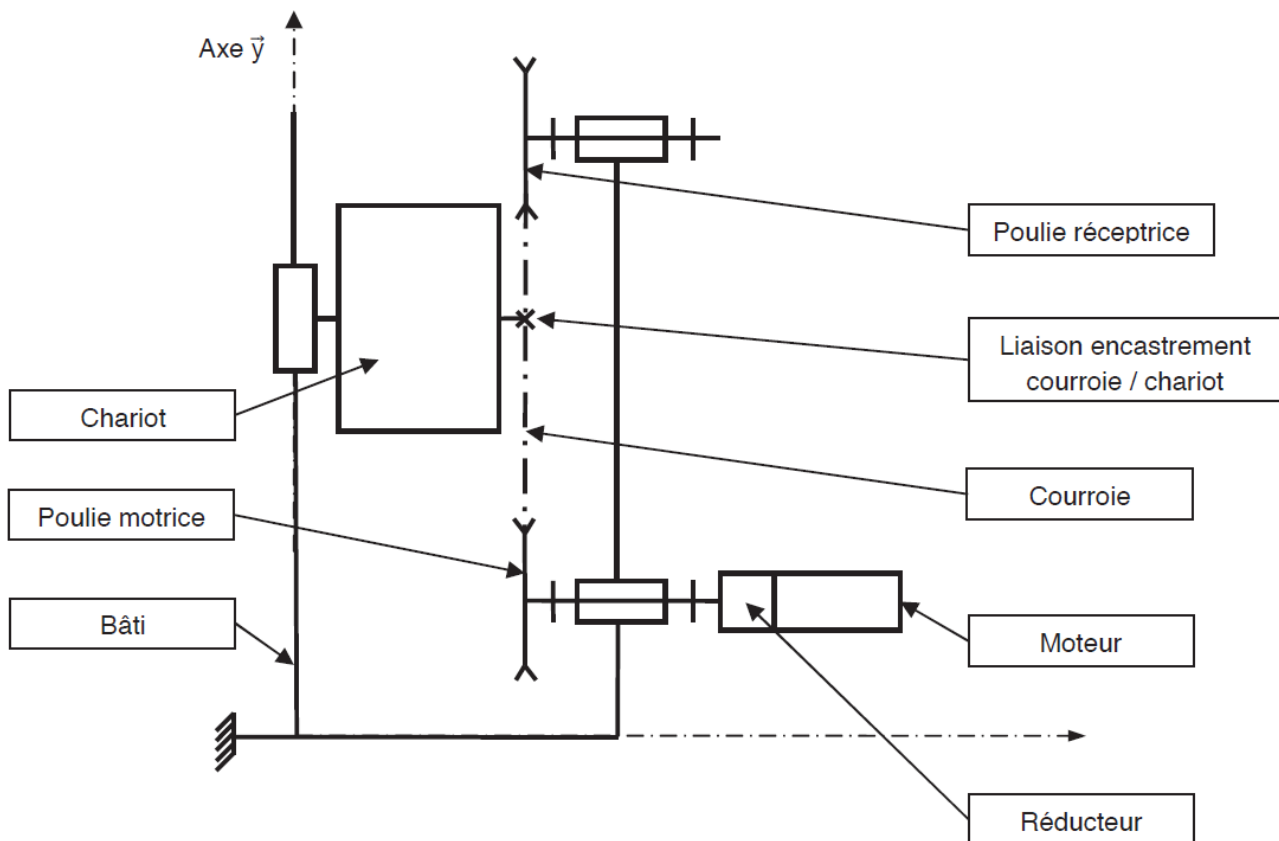 Axe y⃗
Poulie réceptrice
Liaison encastrement
courroie / chariot
Chariot
Courroie
Poulie motrice
Bâti
Moteur
Réducteur